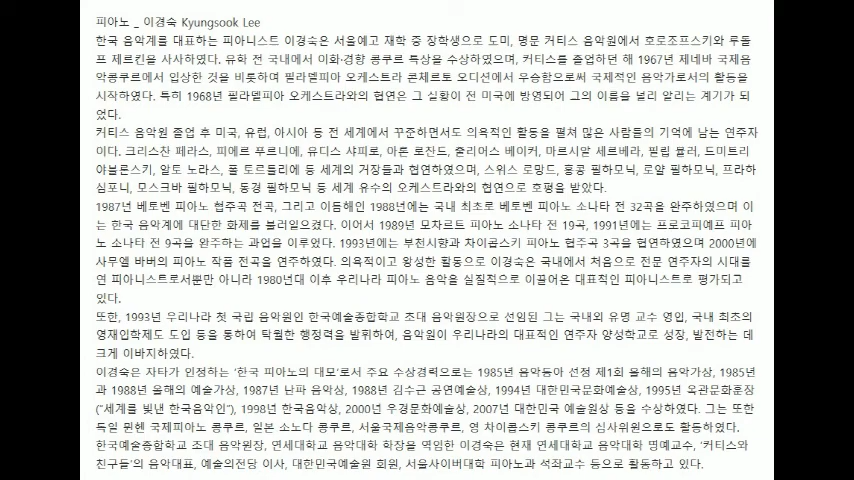 피아노 _ 이경숙 Kyungsook Lee
한국 음악계를 대표하는 피아니스트 이경숙은 서울예고 재학 중 장학생으로 도미, 명문 커티스 음악원에서 호로조프스키와 루돌
프 제르킨을 사사하였다. 유학 전 국내에서 이화·경향 콩쿠르 특상을 수상하였으며, 커티스를 졸업하던 해 1967년 제네바 국제음
악콩쿠르에서 입상한 것을 비롯하여 필라델피아 오케스트라 콘체르토 오디션에서 우승함으로써 국제적인 음악가로서의 활동을
시작하였다. 특히 1968년 필라델피아 오케스트라와의 협연은 그 실황이 전 미국에 방영되어 그의 이름을 널리 알리는 계기가 되
었다.
커티스 음악원 졸업 후 미국, 유럽, 아시아 등 전 세계에서 꾸준하면서도 의욕적인 활동을 펼쳐 많은 사람들의 기억에 남는 연주자
이다. 크리스찬 페라스, 피에르 푸르니에, 유디스 샤피로, 아론 로잔드, 줄리어스 베이커, 마르시알 세르베라, 필립 뮬러, 드미트리
야블론스키, 알토 노라스, 폴 토르틀리에 등 세계의 거장들과 협연하였으며, 스위스 로망드, 홍콩 필하모닉, 로얄 필하모닉, 프라하
심포니, 모스크바 필하모닉, 동경 필하모닉 등 세계 유수의 오케스트라와의 협연으로 호평을 받았다.
1987년 베토벤 피아노 협주곡 전곡, 그리고 이듬해인 1988년에는 국내 최초로 베토벤 피아노 소나타 전 32곡을 완주하였으며 이
는 한국 음악계에 대단한 화제를 불러일으켰다. 이어서 1989년 모차르트 피아노 소나타 전 19곡, 1991년에는 프로코피예프 피아
노 소나타 전 9곡을 완주하는 과업을 이루었다. 1993년에는 부천시향과 차이콥스키 피아노 협주곡 3곡을 협연하였으며 2000년에
사무엘 바버의 피아노 작품 전곡을 연주하였다. 의욕적이고 왕성한 활동으로 이경숙은 국내에서 처음으로 전문 연주자의 시대를
연 피아니스트로서뿐만 아니라 1980년대 이후 우리나라 피아노 음악을 실질적으로 이끌어온 대표적인 피아니스트로 평가되고
있다.
또한, 1993년 우리나라 첫 국립 음악원인 한국예술종합학교 초대 음악원장으로 선임된 그는 국내외 유명 교수 영입, 국내 최초의
영재입학제도 도입 등을 통하여 탁월한 행정력을 발휘하여, 음악원이 우리나라의 대표적인 연주자 양성학교로 성장, 발전하는 데
크게 이바지하였다.
이경숙은 자타가 인정하는 '한국 피아노의 대모'로서 주요 수상경력으로는 1985년 음악동아 선정 제1회 올해의 음악가상, 1985년
과 1988년 올해의 예술가상, 1987년 난파 음악상, 1988년 김수근 공연예술상, 1994년 대한민국문화예술상, 1995년 옥관문화훈장
("세계를 빛낸 한국음악인"), 1998년 한국음악상, 2000년 우경문화예술상, 2007년 대한민국 예술원상 등을 수상하였다. 그는 또한
독일 뮌헨 국제피아노 콩쿠르, 일본 소노다 콩쿠르, 서울국제음악콩쿠르, 영 차이콥스키 콩쿠르의 심사위원으로도 활동하였다.
한국예술종합학교 초대 음악원장, 연세대학교 음악대학 학장을 역임한 이경숙은 현재 연세대학교 음악대학 명예교수, '커티스와
친구들'의 음악대표, 예술의전당 이사, 대한민국예술원 회원, 서울사이버대학 피아노과 석좌교수 등으로 활동하고 있다.